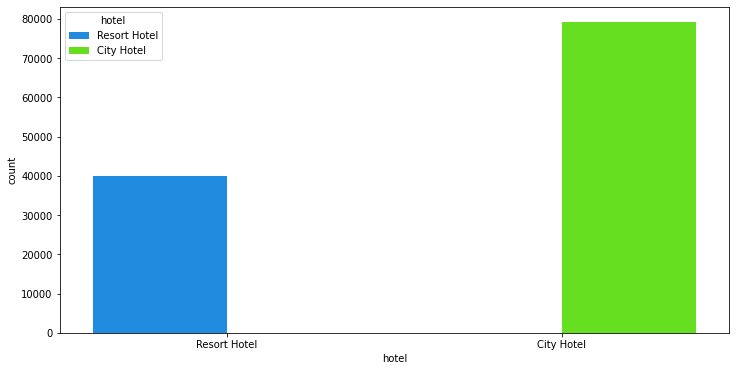 hotel
Resort Hotel
City Hotel
80000
70000
60000
50000
40000
30000
20000
10000
0
count
Resort Hotel
City Hotel
hotel